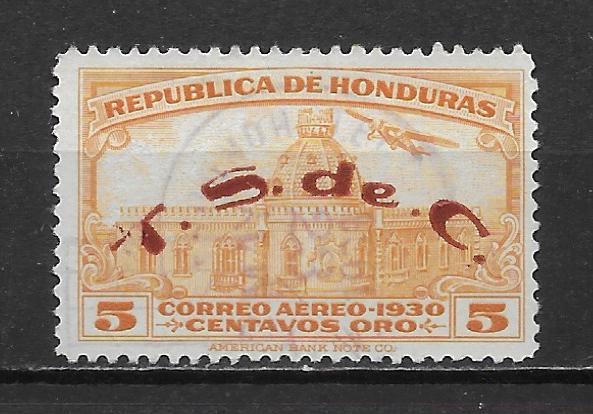 REPUBLICA DE HONDURAS
T. S. de C.
5 CORREO AEREO-1930 5
CENTAVOS ORO
AMERICAN BANK NOTE CO.